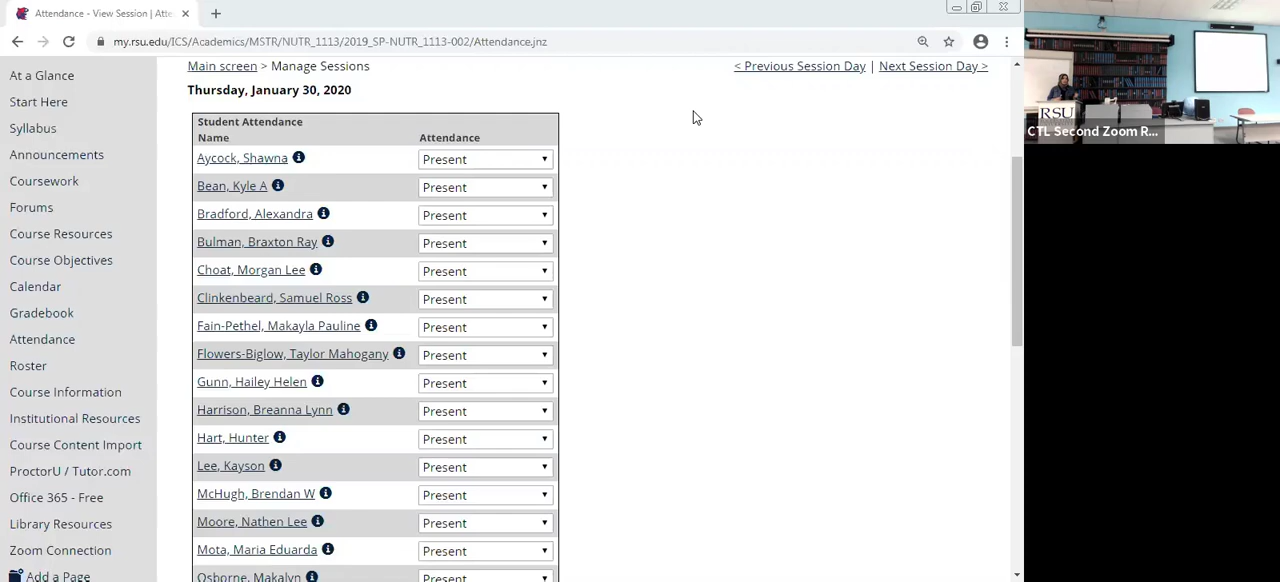 Attendance - View Session | Atte
my.rsu.edu/ICS/Academics/MSTR/NUTR_1113/2019_SP-NUTR_1113-002/Attendance.jnz
At a Glance
Start Here
Syllabus
Announcements
Coursework
Forums
Course Resources
Course Objectives
Calendar
Gradebook
Attendance
Roster
Course Information
Institutional Resources
Course Content Import
ProctorU / Tutor.com
Office 365 - Free
Library Resources
Zoom Connection
Add a Page
Main screen > Manage Sessions
< Previous Session Day | Next Session Day >
Thursday, January 30, 2020
Student Attendance
Name Attendance
Aycock, Shawna Present
Bean, Kyle A Present
Bradford, Alexandra Present
Bulman, Braxton Ray Present
Choat, Morgan Lee Present
Clinkenbeard, Samuel Ross Present
Fain-Pethel, Makayla Pauline Present
Flowers-Biglow, Taylor Mahogany Present
Gunn, Hailey Helen Present
Harrison, Breanna Lynn Present
Hart, Hunter Present
Lee, Kayson Present
McHugh, Brendan W Present
Moore, Nathen Lee Present
Mota, Maria Eduarda Present
Osborne, Makalyn Present
RSU
CTL Second Zoom R...